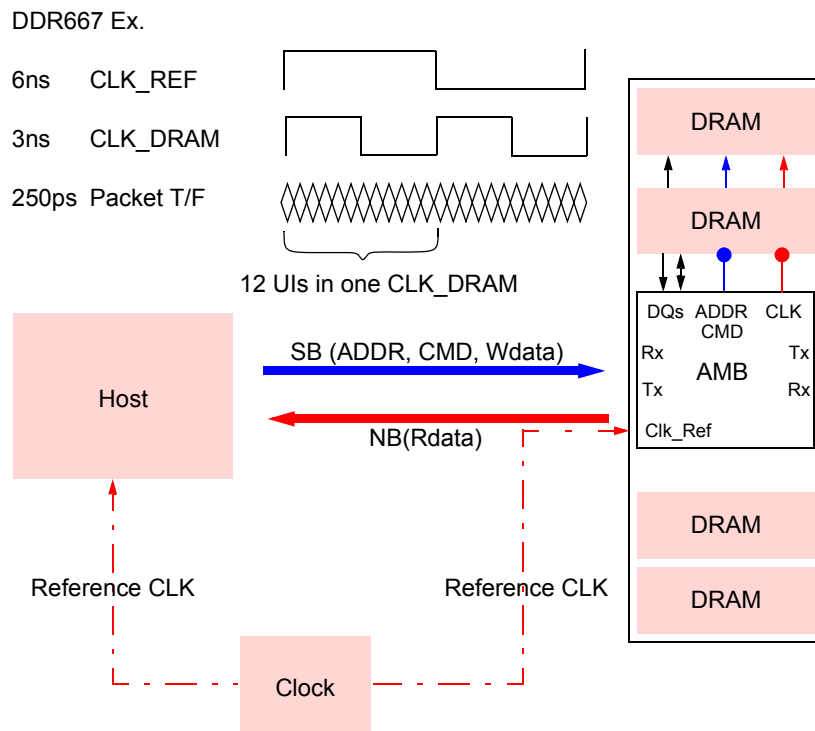 DDR667 Ex.
6ns CLK_REF
3ns CLK_DRAM
250ps Packet T/F
12 UIs in one CLK_DRAM
DRAM
DRAM
DQs ADDR CLK
CMD
Rx Tx
AMB
Tx Rx
Clk_Ref
SB (ADDR, CMD, Wdata)
Host
NB(Rdata)
DRAM
DRAM
Reference CLK
Reference CLK
Clock